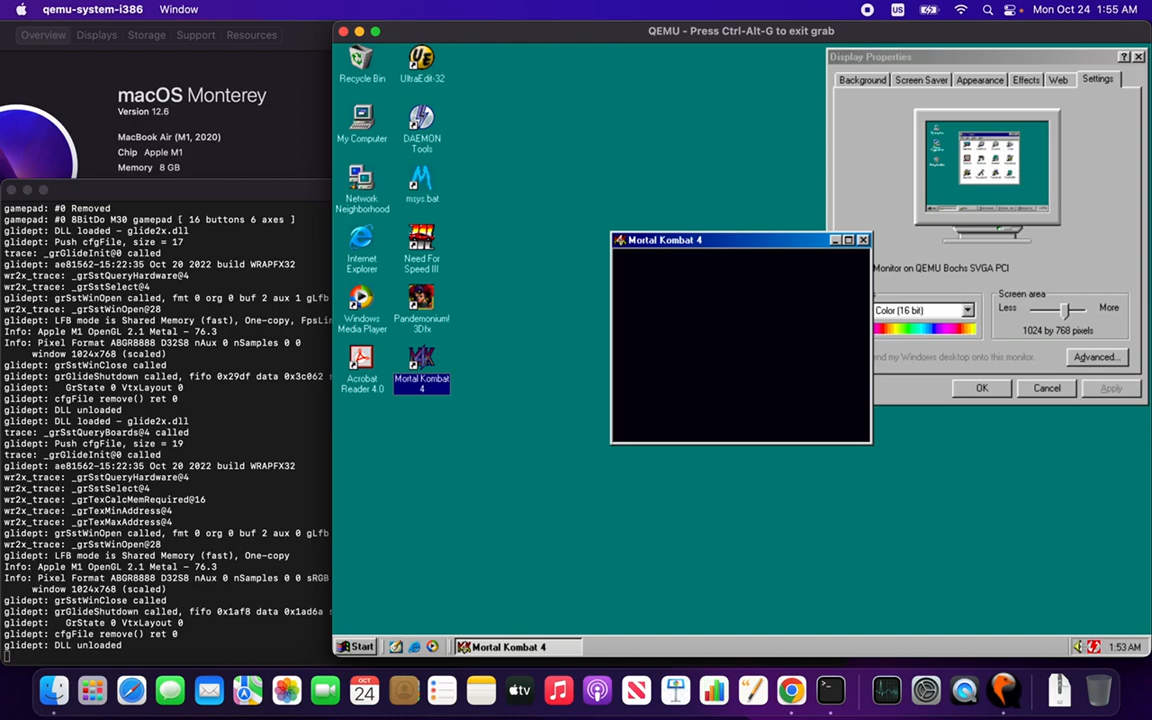 qemu-system-i386 Window
US
Mon Oct 24 1:55 AM
Overview Displays Storage Support Resources
macOS Monterey
Version 12.6
MacBook Air (M1, 2020)
Chip Apple M1
Memory 8 GB
gamepad: #0 Removed
gamepad: #0 8BitDo M30 gamepad [ 16 buttons 6 axes ]
glidept: DLL loaded - glide2x.dll
glidept: Push cfgFile, size = 17
trace: _grGlideInit@0 called
glidept: ae81562-15:22:35 Oct 20 2022 build WRAPFX32
wr2x_trace: _grSstQueryHardware@4
wr2x_trace: _grSstSelect@4
glidept: grSstWinOpen called, fmt 0 org 0 buf 2 aux 1 gLfb
wr2x_trace: _grSstWinOpen@28
glidept: LFB mode is Shared Memory (fast), One-copy, FpsLim
Info: Apple M1 OpenGL 2.1 Metal - 76.3
Info: Pixel Format ABGR8888 D32S8 nAux 0 nSamples 0 0
window 1024x768 (scaled)
glidept: grSstWinClose called
glidept: grGlideShutdown called, fifo 0x29df data 0x3c062 s
glidept: GrState 0 VtxLayout 0
glidept: cfgFile remove() ret 0
glidept: DLL unloaded
glidept: DLL loaded - glide2x.dll
trace: _grSstQueryBoards@4 called
glidept: Push cfgFile, size = 19
trace: _grGlideInit@0 called
glidept: ae81562-15:22:35 Oct 20 2022 build WRAPFX32
wr2x_trace: _grSstQueryHardware@4
wr2x_trace: _grSstSelect@4
wr2x_trace: _grTexCalcMemRequired@16
wr2x_trace: _grTexMinAddress@4
wr2x_trace: _grTexMaxAddress@4
glidept: grSstWinOpen called, fmt 0 org 0 buf 2 aux 0 gLfb
wr2x_trace: _grSstWinOpen@28
glidept: LFB mode is Shared Memory (fast), One-copy
Info: Apple M1 OpenGL 2.1 Metal - 76.3
Info: Pixel Format ABGR8888 D32S8 nAux 0 nSamples 0 0 sRGB
window 1024x768 (scaled)
glidept: grSstWinClose called
glidept: grGlideShutdown called, fifo 0x1af8 data 0x1ad6a s
glidept: GrState 0 VtxLayout 0
glidept: cfgFile remove() ret 0
glidept: DLL unloaded
QEMU - Press Ctrl-Alt-G to exit grab
Recycle Bin
UltraEdit-32
My Computer
DAEMON
Tools
Network
Neighborhood
msys.bat
Internet
Explorer
Need For
Speed III
Windows
Media Player
Pandemonium!
3Dfx
Acrobat
Reader 4.0
Mortal Kombat
4
Display Properties
Background Screen Saver Appearance Effects Web Settings
Monitor on QEMU Bochs SVGA PCI
Color (16 bit)
Screen area
Less More
1024 by 768 pixels
nd my Windows desktop onto this monitor.
Advanced...
OK Cancel Apply
Mortal Kombat 4
Start
Mortal Kombat 4
1:53 AM
OCT
24
tv